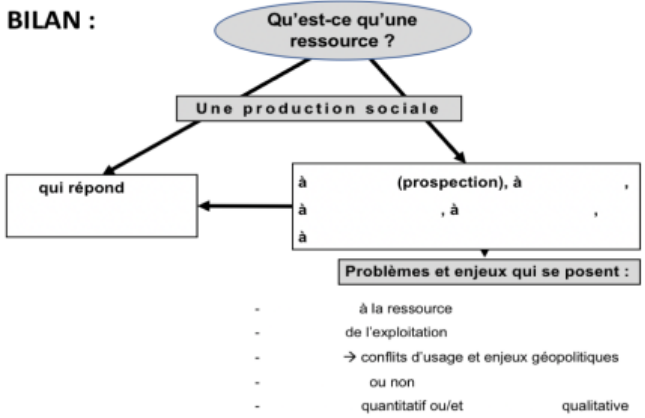 BILAN :
Qu'est-ce qu'une
ressource ?
Une production sociale
qui répond
à (prospection), à ,
à , à ,
à
Problèmes et enjeux qui se posent :
- à la ressource
- de l'exploitation
- → conflits d'usage et enjeux géopolitiques
- ou non
- quantitatif ou/et qualitative